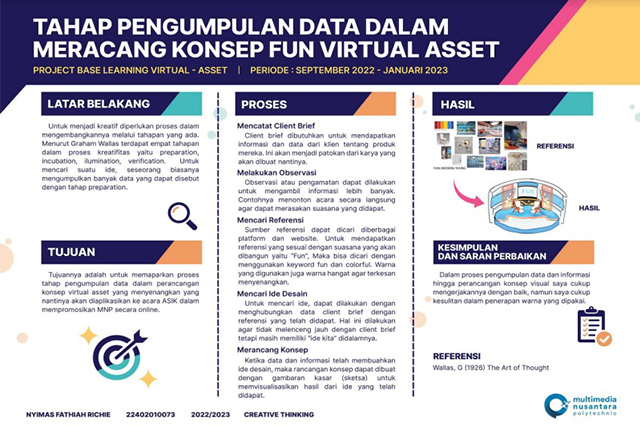 TAHAP PENGUMPULAN DATA DALAM
MERACANG KONSEP FUN VIRTUAL ASSET
PROJECT BASE LEARNING VIRTUAL - ASSET | PERIODE : SEPTEMBER 2022 - JANUARI 2023
LATAR BELAKANG
Untuk menjadi kreatif diperlukan proses dalam
mengembangkannya melalui tahapan yang ada.
Menurut Graham Wallas terdapat empat tahapan
dalam proses kreatifitas yaitu preparation,
incubation, ilumination, verification. Untuk
mencari suatu ide, seseorang biasanya
mengumpulkan banyak data yang dapat disebut
dengan tahap preparation.
TUJUAN
Tujuannya adalah untuk memaparkan proses
tahap pengumpulan data dalam perancangan
konsep virtual asset yang menyenangkan yang
nantinya akan diaplikasikan ke acara ASIK dalam
mempromosikan MNP secara online.
PROSES
Mencatat Client Brief
Client brief dibutuhkan untuk mendapatkan
informasi dan data dari klien tentang produk
mereka. Ini akan menjadi patokan dari karya yang
akan dibuat nantinya.
Melakukan Observasi
Observasi atau pengamatan dapat dilakukan
untuk mengambil informasi lebih banyak.
Contohnya menonton acara secara langsung
agar dapat merasakan suasana yang didapat.
Mencari Referensi
Sumber referensi dapat dicari diberbagai
platform dan website. Untuk mendapatkan
referensi yang sesuai dengan suasana yang akan
dibangun yaitu "Fun", Maka bisa dicari dengan
menggunakan keyword fun dan colorful. Warna
yang digunakan juga warna hangat agar terkesan
menyenangkan.
Mencari Ide Desain
Untuk mencari ide, dapat dilakukan dengan
menghubungkan data client brief dengan
referensi yang telah didapat. Hal ini dilakukan
agar tidak melenceng jauh dengan client brief
tetapi masih memiliki "ide kita" didalamnya.
Merancang Konsep
Ketika data dan informasi telah membuahkan
ide desain, maka rancangan konsep dapat dibuat
dengan gambaran kasar (sketsa) untuk
memvisualisasikan hasil dari ide yang telah
didapat.
HASIL
REFERENSI
HASIL
KESIMPULAN
DAN SARAN PERBAIKAN
Dalam proses pengumpulan data dan informasi
hingga perancangan konsep visual saya cukup
mengerjakannya dengan baik, namun saya cukup
kesulitan dalam penerapan warna yang dipakai.
REFERENSI
Wallas, G (1926) The Art of Thought
NYIMAS FATHIAH RICHIE 22402010073 2022/2023 CREATIVE THINKING
multimedia
nusantara
polytechnic